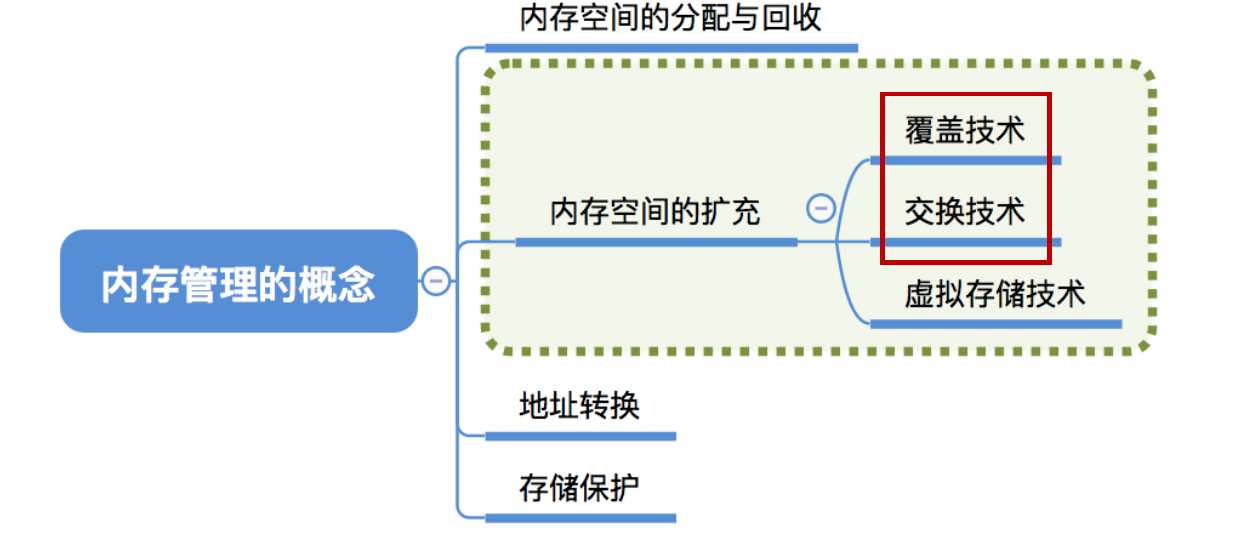 内存空间的分配与回收
覆盖技术
内存空间的扩充
交换技术
内存管理的概念
虚拟存储技术
地址转换
存储保护